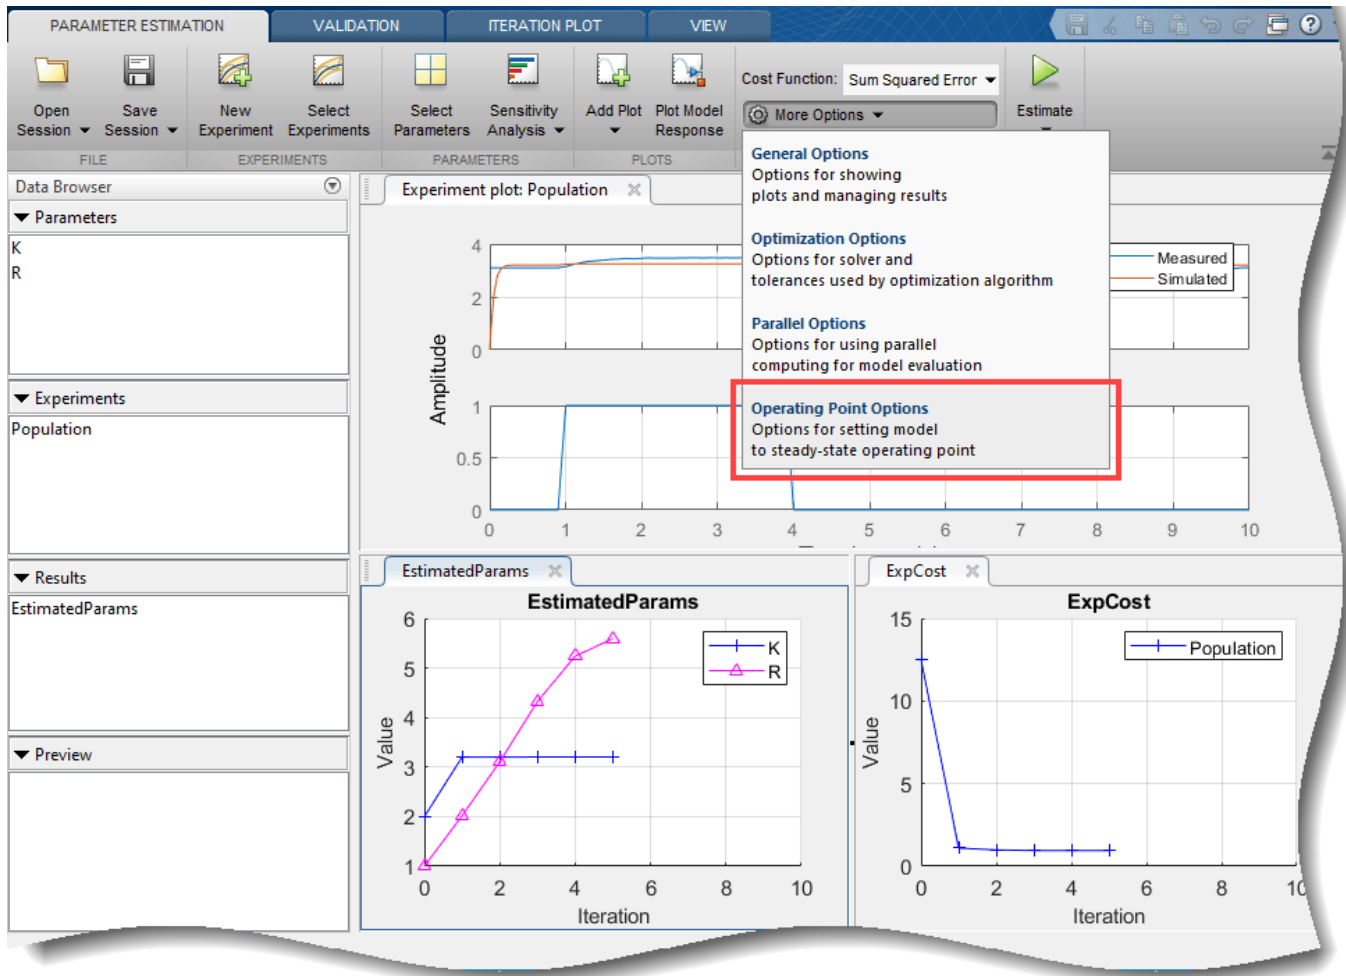 PARAMETER ESTIMATION
VALIDATION
ITERATION PLOT
VIEW
Open
Session
Save
Session
New
Experiment
Select
Experiments
Select
Parameters
Sensitivity
Analysis
Add Plot
Plot Model
Response
Cost Function: Sum Squared Error
More Options
Estimate
FILE
EXPERIMENTS
PARAMETERS
PLOTS
General Options
Options for showing
plots and managing results
Optimization Options
Options for solver and
tolerances used by optimization algorithm
Parallel Options
Options for using parallel
computing for model evaluation
Operating Point Options
Options for setting model
to steady-state operating point
Data Browser
Parameters
K
R
Experiments
Population
Results
EstimatedParams
Preview
Experiment plot: Population
Measured
Simulated
Amplitude
4
2
0
1
0.5
0
0 1 2 3 4 5 6 7 8 9 10
EstimatedParams
EstimatedParams
K
R
Value
6
5
4
3
2
1
0 2 4 6 8 10
Iteration
ExpCost
ExpCost
Population
Value
15
10
5
0
0 2 4 6 8 10
Iteration